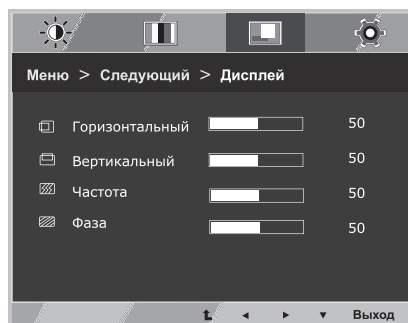 Меню > Следующий > Дисплей
Горизонтальный 50
Вертикальный 50
Частота 50
Фаза 50
Выход